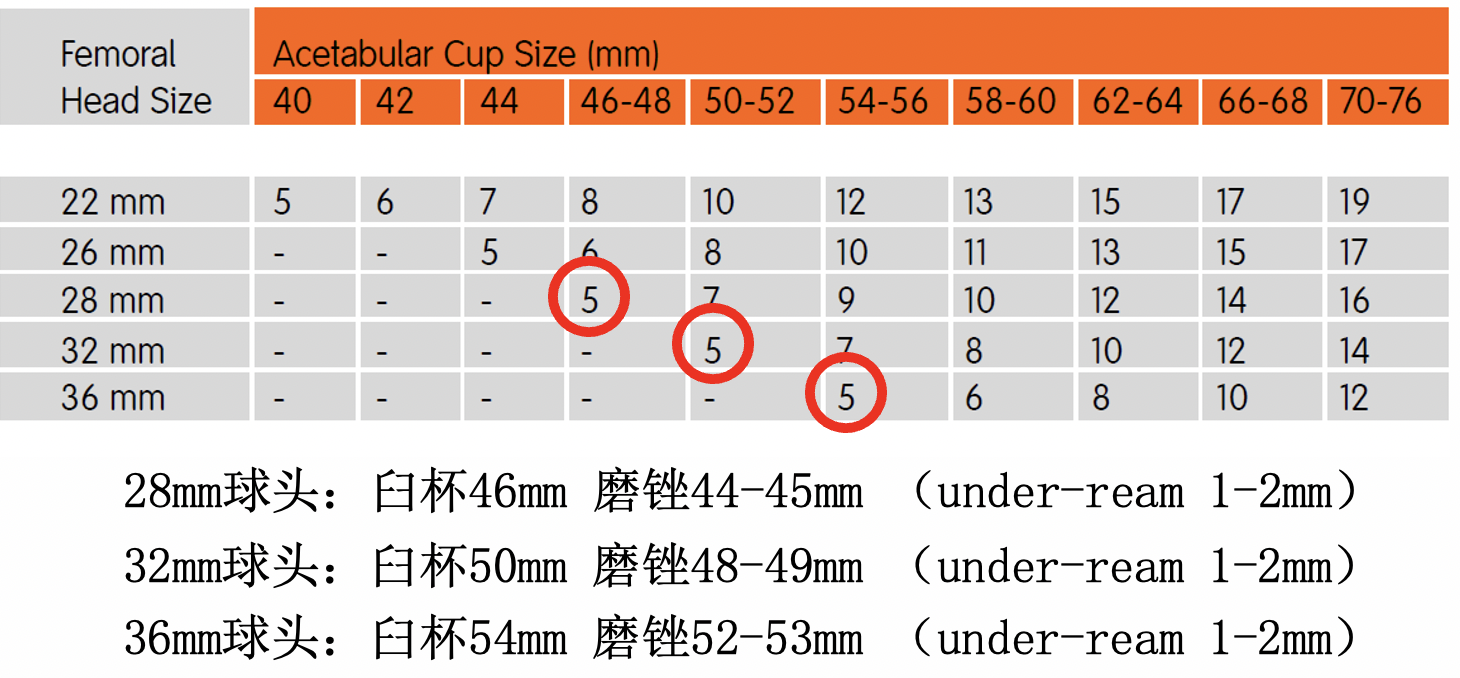 Femoral Head Size Acetabular Cup Size (mm)
40 42 44 46-48 50-52 54-56 58-60 62-64 66-68 70-76
22 mm 5 6 7 8 10 12 13 15 17 19
26 mm - - 5 6 8 10 11 13 15 17
28 mm - - - 5 7 9 10 12 14 16
32 mm - - - - 5 7 8 10 12 14
36 mm - - - - - 5 6 8 10 12
28mm球头：臼杯46mm 磨锉44-45mm （under-ream 1-2mm）
32mm球头：臼杯50mm 磨锉48-49mm （under-ream 1-2mm）
36mm球头：臼杯54mm 磨锉52-53mm （under-ream 1-2mm）